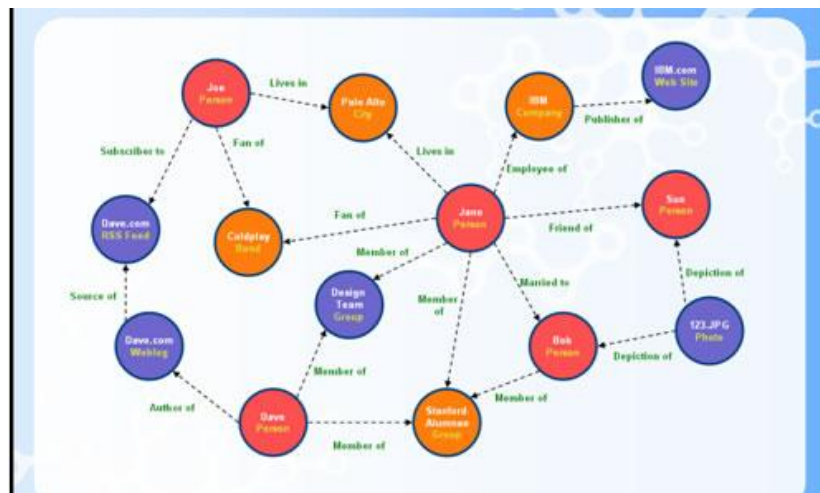 Joe
Person
Lives in
Palo Alto
City
IBM
Company
Publisher of
IBM.com
Web Site
Subscriber to
Fan of
Lives in
Employee of
Dave.com
RSS Feed
Coldplay
Band
Fan of
Jane
Person
Friend of
Sue
Person
Member of
Source of
Design
Team
Group
Member
of
Married to
Depiction of
Dave.com
Weblog
Member of
Bob
Person
Depiction of
123.JPG
Photo
Author of
Dave
Person
Member of
Stanford
Alumnae
Group
Member of